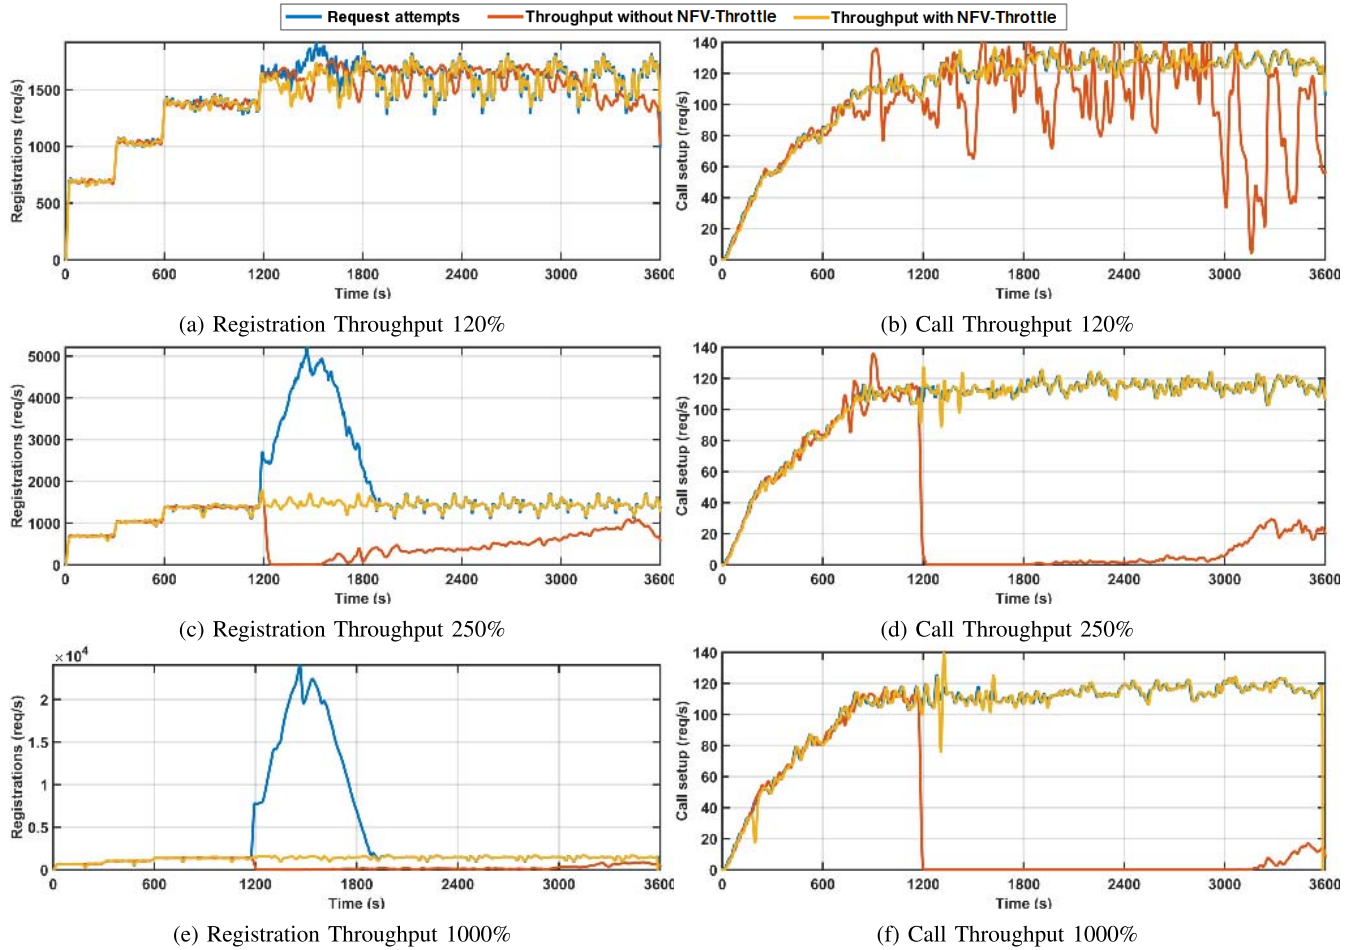 Request attempts Throughput without NFV-Throttle Throughput with NFV-Throttle
Registrations (req/s)
1500
1000
500
0
0 600 1200 1800 2400 3000 3600
Time (s)
(a) Registration Throughput 120%
Call setup (req/s)
140
120
100
80
60
40
20
0
0 600 1200 1800 2400 3000 3600
Time (s)
(b) Call Throughput 120%
Registrations (req/s)
5000
4000
3000
2000
1000
0
0 600 1200 1800 2400 3000 3600
Time (s)
(c) Registration Throughput 250%
Call setup (req/s)
140
120
100
80
60
40
20
0
0 600 1200 1800 2400 3000 3600
Time (s)
(d) Call Throughput 250%
×10⁴
Registrations (req/s)
2
1.5
1
0.5
0
0 600 1200 1800 2400 3000 3600
Time (s)
(e) Registration Throughput 1000%
Call setup (req/s)
140
120
100
80
60
40
20
0
0 600 1200 1800 2400 3000 3600
Time (s)
(f) Call Throughput 1000%